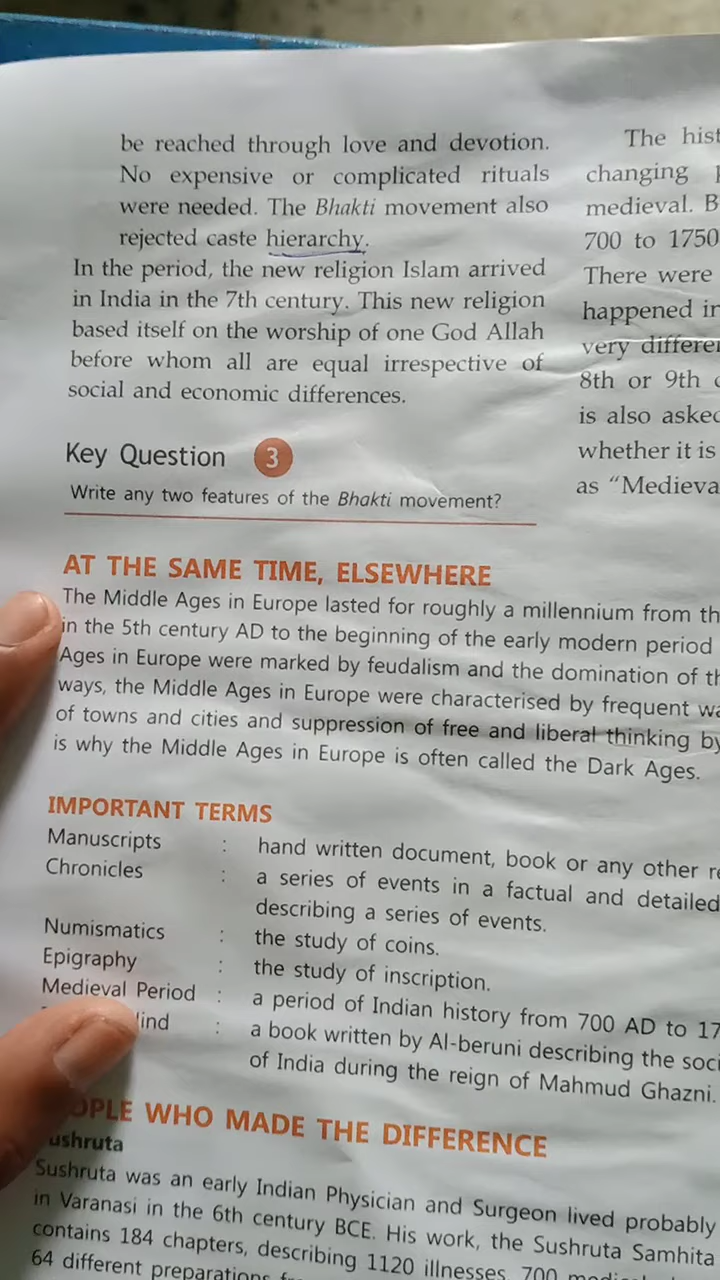 be reached through love and devotion.
No expensive or complicated rituals
were needed. The Bhakti movement also
rejected caste hierarchy.
In the period, the new religion Islam arrived
in India in the 7th century. This new religion
based itself on the worship of one God Allah
before whom all are equal irrespective of
social and economic differences.
Key Question 3
Write any two features of the Bhakti movement?
The hist
changing
medieval. B
700 to 1750
There were
happened in
very differen
8th or 9th
is also asked
whether it is
as “Medieva
AT THE SAME TIME, ELSEWHERE
The Middle Ages in Europe lasted for roughly a millennium from th
in the 5th century AD to the beginning of the early modern period
Ages in Europe were marked by feudalism and the domination of th
ways, the Middle Ages in Europe were characterised by frequent wa
of towns and cities and suppression of free and liberal thinking by
is why the Middle Ages in Europe is often called the Dark Ages.
IMPORTANT TERMS
Manuscripts : hand written document, book or any other re
Chronicles : a series of events in a factual and detailed
describing a series of events.
Numismatics : the study of coins.
Epigraphy : the study of inscription.
Medieval Period : a period of Indian history from 700 AD to 17
ind : a book written by Al-beruni describing the soci
of India during the reign of Mahmud Ghazni.
OPLE WHO MADE THE DIFFERENCE
ushruta
Sushruta was an early Indian Physician and Surgeon lived probably
in Varanasi in the 6th century BCE. His work, the Sushruta Samhita
contains 184 chapters, describing 1120 illnesses, 700
64 different preparations